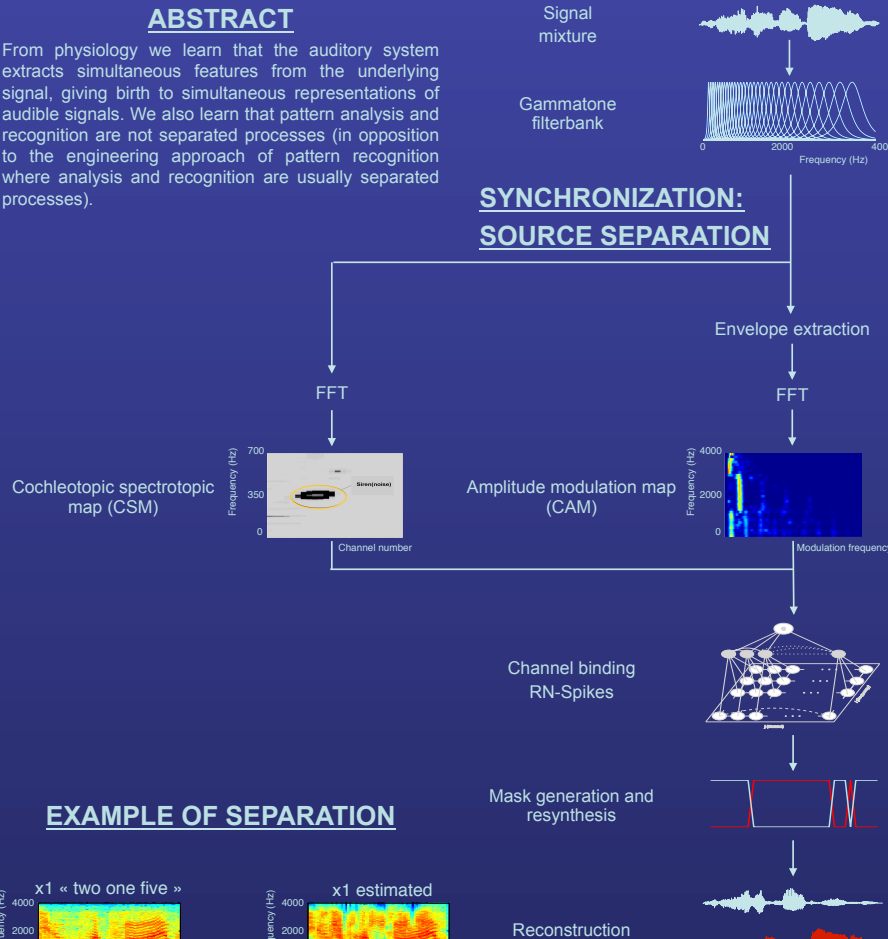 ABSTRACT
From physiology we learn that the auditory system
extracts simultaneous features from the underlying
signal, giving birth to simultaneous representations of
audible signals. We also learn that pattern analysis and
recognition are not separated processes (in opposition
to the engineering approach of pattern recognition
where analysis and recognition are usually separated
processes).
Signal
mixture
Gammatone
filterbank
0
2000
400
Frequency (Hz)
SYNCHRONIZATION:
SOURCE SEPARATION
Envelope extraction
FFT
FFT
Cochleotopic spectrotopic
map (CSM)
Frequency (Hz)
700
350
0
Siren(noise)
Channel number
Amplitude modulation map
(CAM)
Frequency (Hz)
4000
2000
0
Modulation frequency
Channel binding
RN-Spikes
Mask generation and
resynthesis
EXAMPLE OF SEPARATION
x1 « two one five »
4000
2000
x1 estimated
4000
2000
Reconstruction